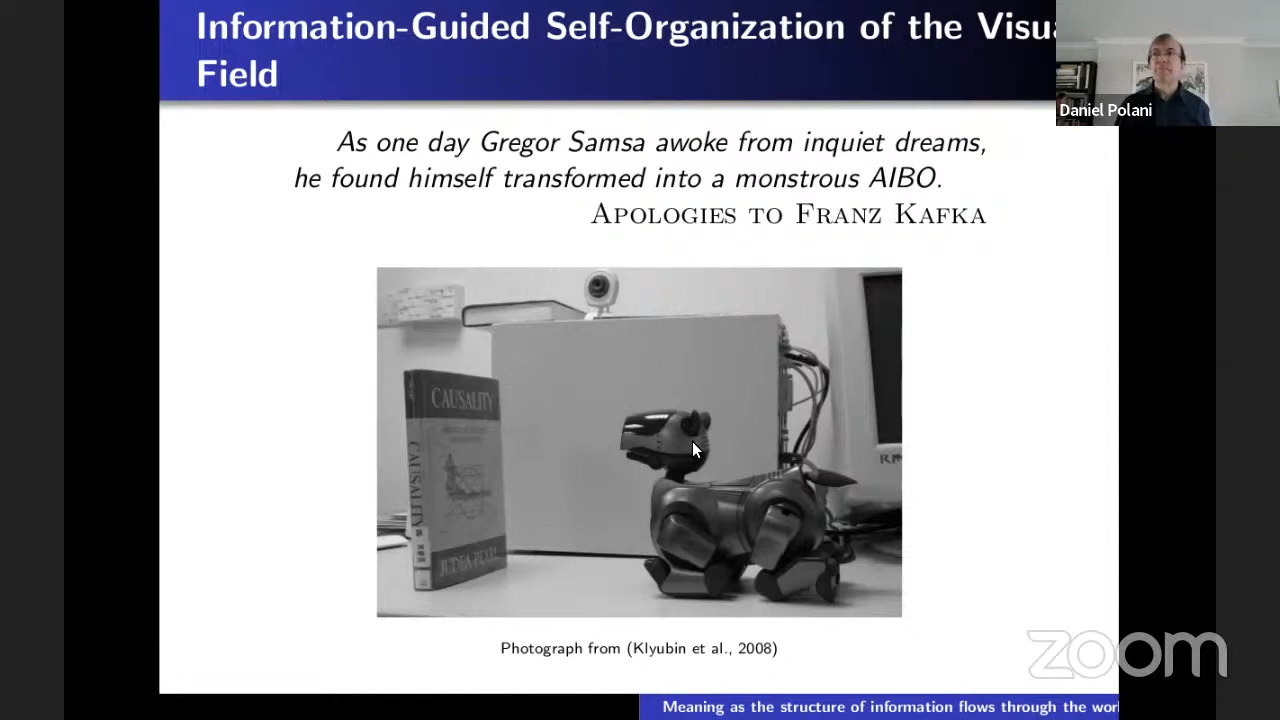 Information-Guided Self-Organization of the Visua
Field
Daniel Polani
As one day Gregor Samsa awoke from inquiet dreams,
he found himself transformed into a monstrous AIBO.
APOLOGIES TO FRANZ KAFKA
CAUSALITY
CAUSALITY
JUDEA PEARL
Photograph from (Klyubin et al., 2008)
zoom
Meaning as the structure of information flows through the wor